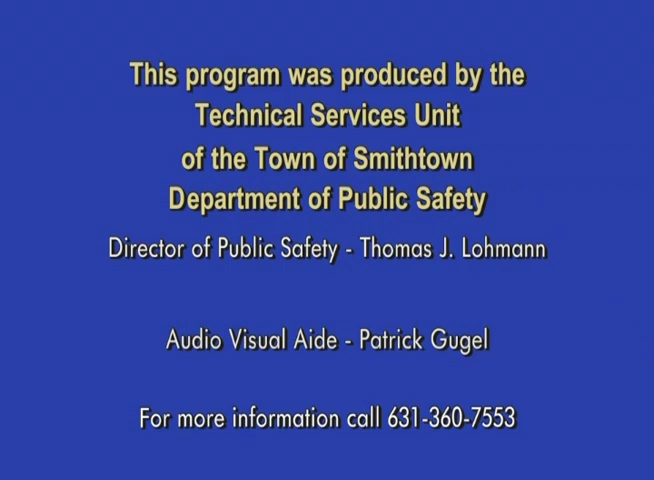 This program was produced by the
Technical Services Unit
of the Town of Smithtown
Department of Public Safety
Director of Public Safety - Thomas J. Lohmann
Audio Visual Aide - Patrick Gugel
For more information call 631-360-7553